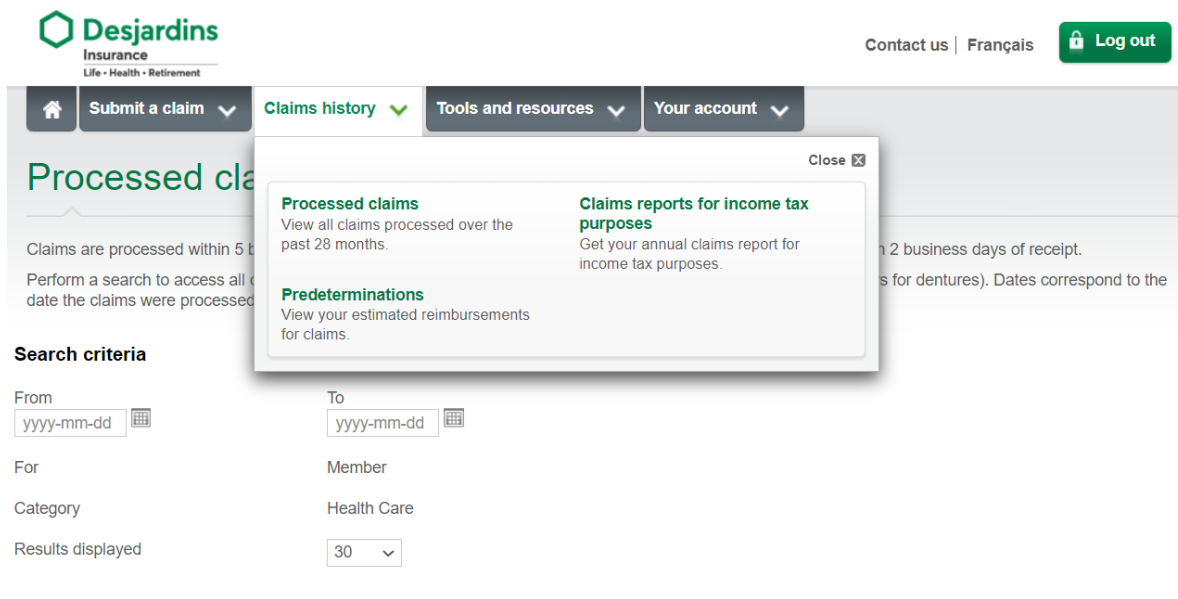 Desjardins
Insurance
Life • Health • Retirement
Contact us
Français
Log out
Submit a claim
Claims history
Tools and resources
Your account
Close
Processed cla
Processed claims
View all claims processed over the
past 28 months.
Claims reports for income tax
purposes
Get your annual claims report for
income tax purposes.
Predeterminations
View your estimated reimbursements
for claims.
Claims are processed within 5 b
n 2 business days of receipt.
Perform a search to access all
s for dentures). Dates correspond to the
date the claims were processed
Search criteria
From
To
yyyy-mm-dd
yyyy-mm-dd
For
Member
Category
Health Care
Results displayed
30